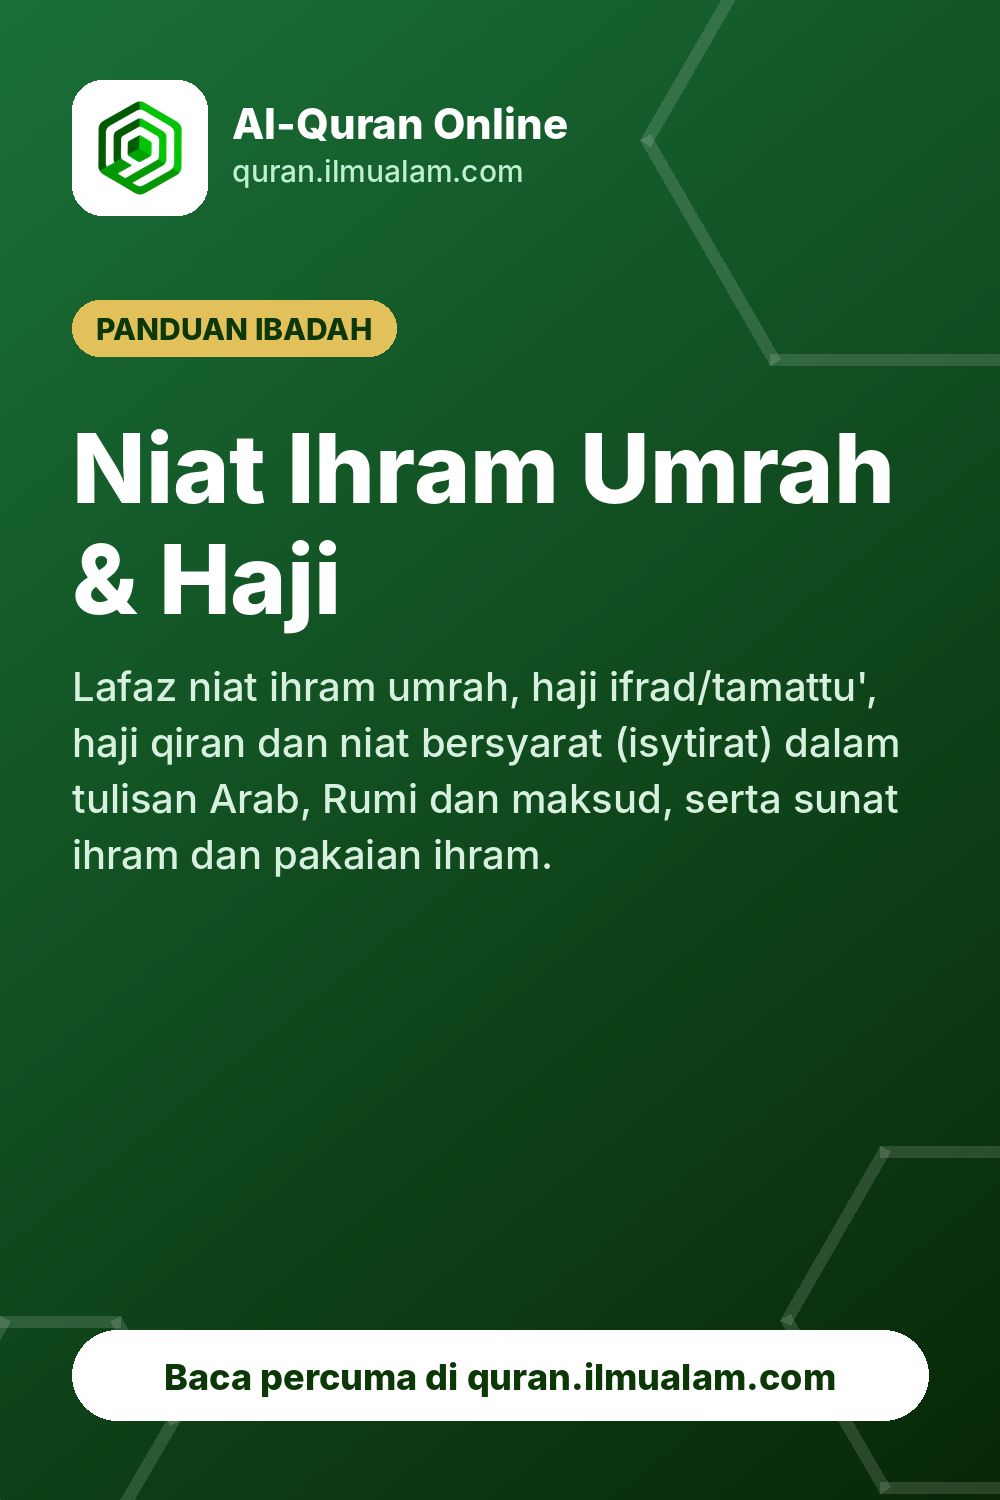 Al-Quran Online
quran.ilmualam.com
PANDUAN IBADAH
Niat Ihram Umrah
& Haji
Lafaz niat ihram umrah, haji ifrad/tamattu',
haji qiran dan niat bersyarat (isytirat) dalam
tulisan Arab, Rumi dan maksud, serta sunat
ihram dan pakaian ihram.
Baca percuma di quran.ilmualam.com